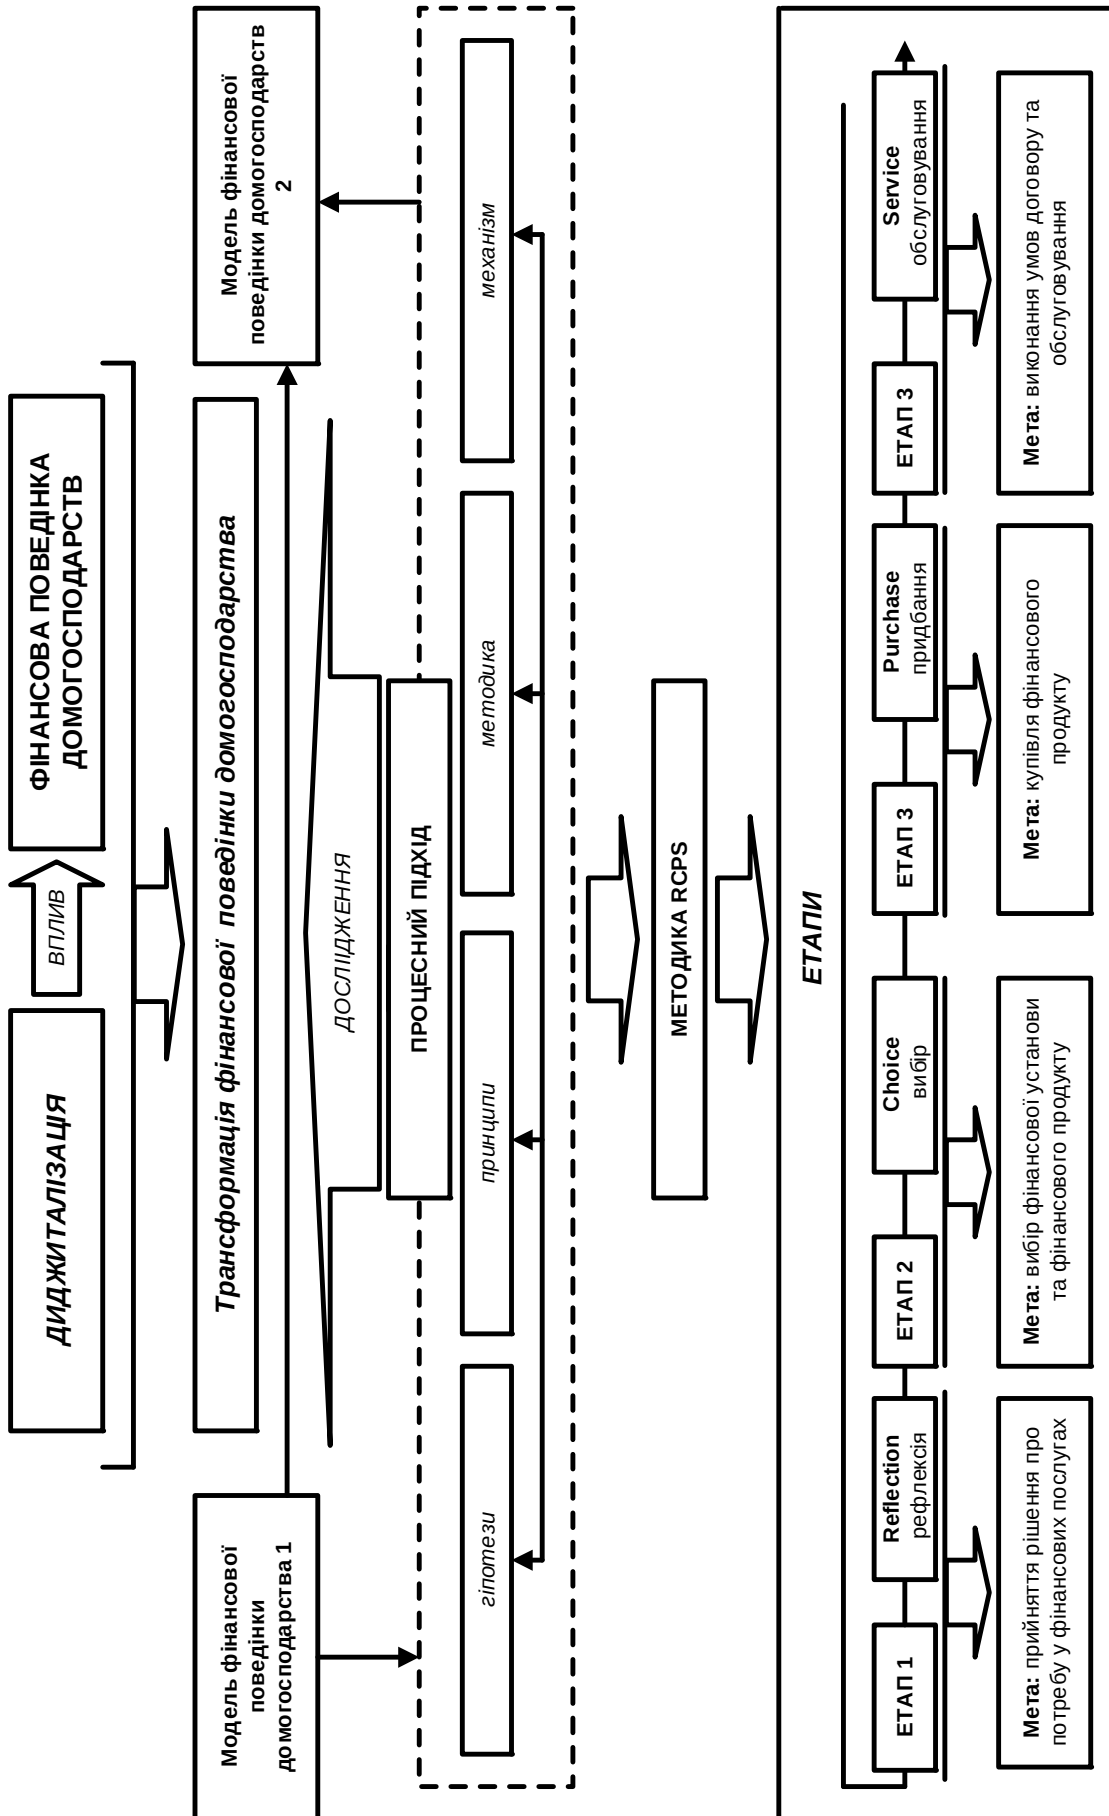 ДИДЖИТАЛІЗАЦІЯ
ВПЛИВ
ФІНАНСОВА ПОВЕДІНКА
ДОМОГОСПОДАРСТВ
Модель фінансової
поведінки
домогосподарства 1
Трансформація фінансової поведінки домогосподарства
Модель фінансової
поведінки домогосподарств
2
ДОСЛІДЖЕННЯ
ПРОЦЕСНИЙ ПІДХІД
гіпотези
принципи
методика
механізм
МЕТОДИКА RCPS
ЕТАПИ
ЕТАП 1
Reflection
рефлексія
ЕТАП 2
Choice
вибір
ЕТАП 3
Purchase
придбання
ЕТАП 3
Service
обслуговування
Мета: прийняття рішення про
потребу у фінансових послугах
Мета: вибір фінансової установи
та фінансового продукту
Мета: купівля фінансового
продукту
Мета: виконання умов договору та
обслуговування